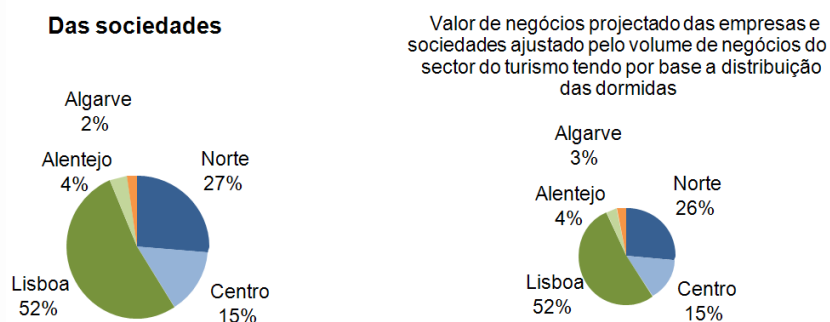 Das sociedades
Algarve
2%
Alentejo
4%
Norte
27%
Lisboa
52%
Centro
15%
Valor de negócios projectado das empresas e
sociedades ajustado pelo volume de negócios do
sector do turismo tendo por base a distribuição
das dormidas
Algarve
3%
Alentejo
4%
Norte
26%
Lisboa
52%
Centro
15%